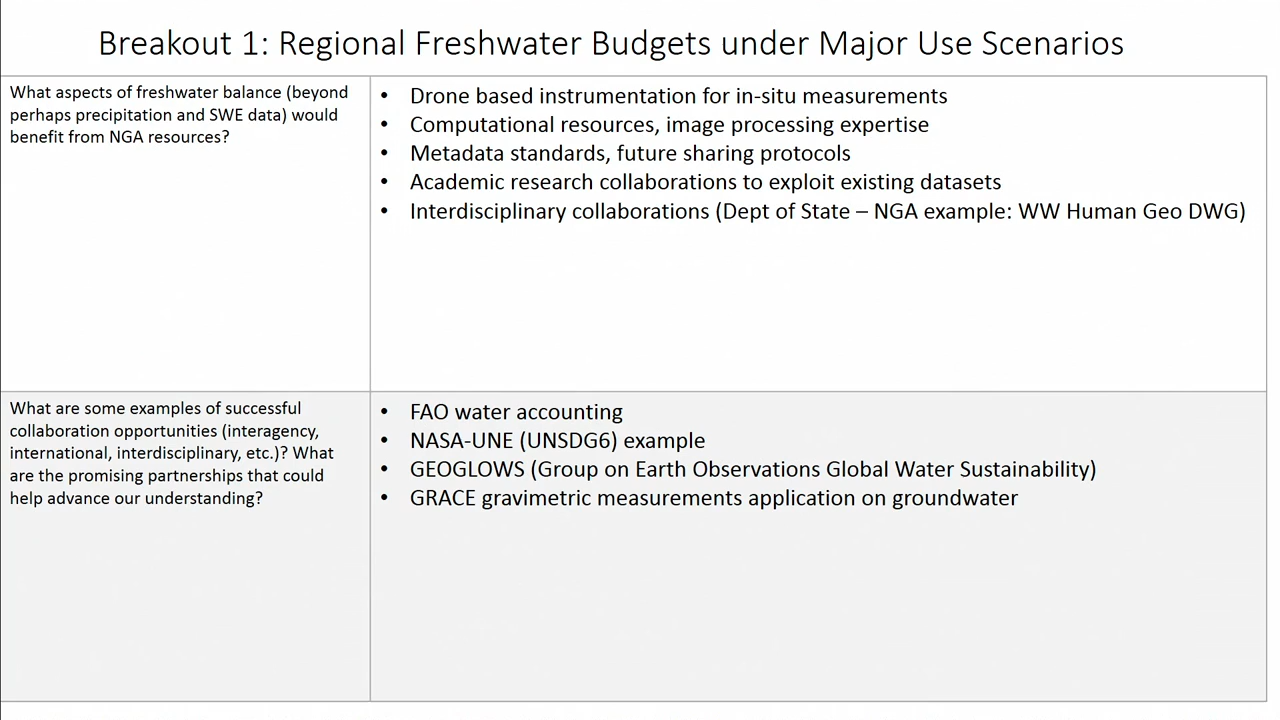 Breakout 1: Regional Freshwater Budgets under Major Use Scenarios
What aspects of freshwater balance (beyond
perhaps precipitation and SWE data) would
benefit from NGA resources?
• Drone based instrumentation for in-situ measurements
• Computational resources, image processing expertise
• Metadata standards, future sharing protocols
• Academic research collaborations to exploit existing datasets
• Interdisciplinary collaborations (Dept of State – NGA example: WW Human Geo DWG)
What are some examples of successful
collaboration opportunities (interagency,
international, interdisciplinary, etc.)? What
are the promising partnerships that could
help advance our understanding?
• FAO water accounting
• NASA-UNE (UNSDG6) example
• GEOGLOWS (Group on Earth Observations Global Water Sustainability)
• GRACE gravimetric measurements application on groundwater